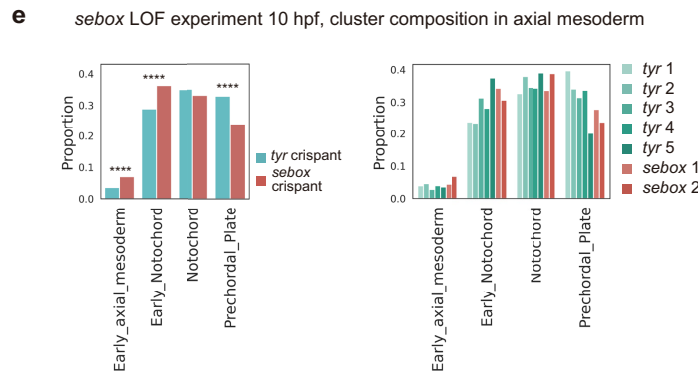 e
sebox LOF experiment 10 hpf, cluster composition in axial mesoderm
Proportion
0.4
0.3
0.2
0.1
0.0
****
****
****
Early_axial_mesoderm
Early_Notochord
Notochord
Prechordal_Plate
tyr crispant
sebox
crispant
Proportion
0.4
0.3
0.2
0.1
0.0
Early_axial_mesoderm
Early_Notochord
Notochord
Prechordal_Plate
tyr 1
tyr 2
tyr 3
tyr 4
tyr 5
sebox 1
sebox 2